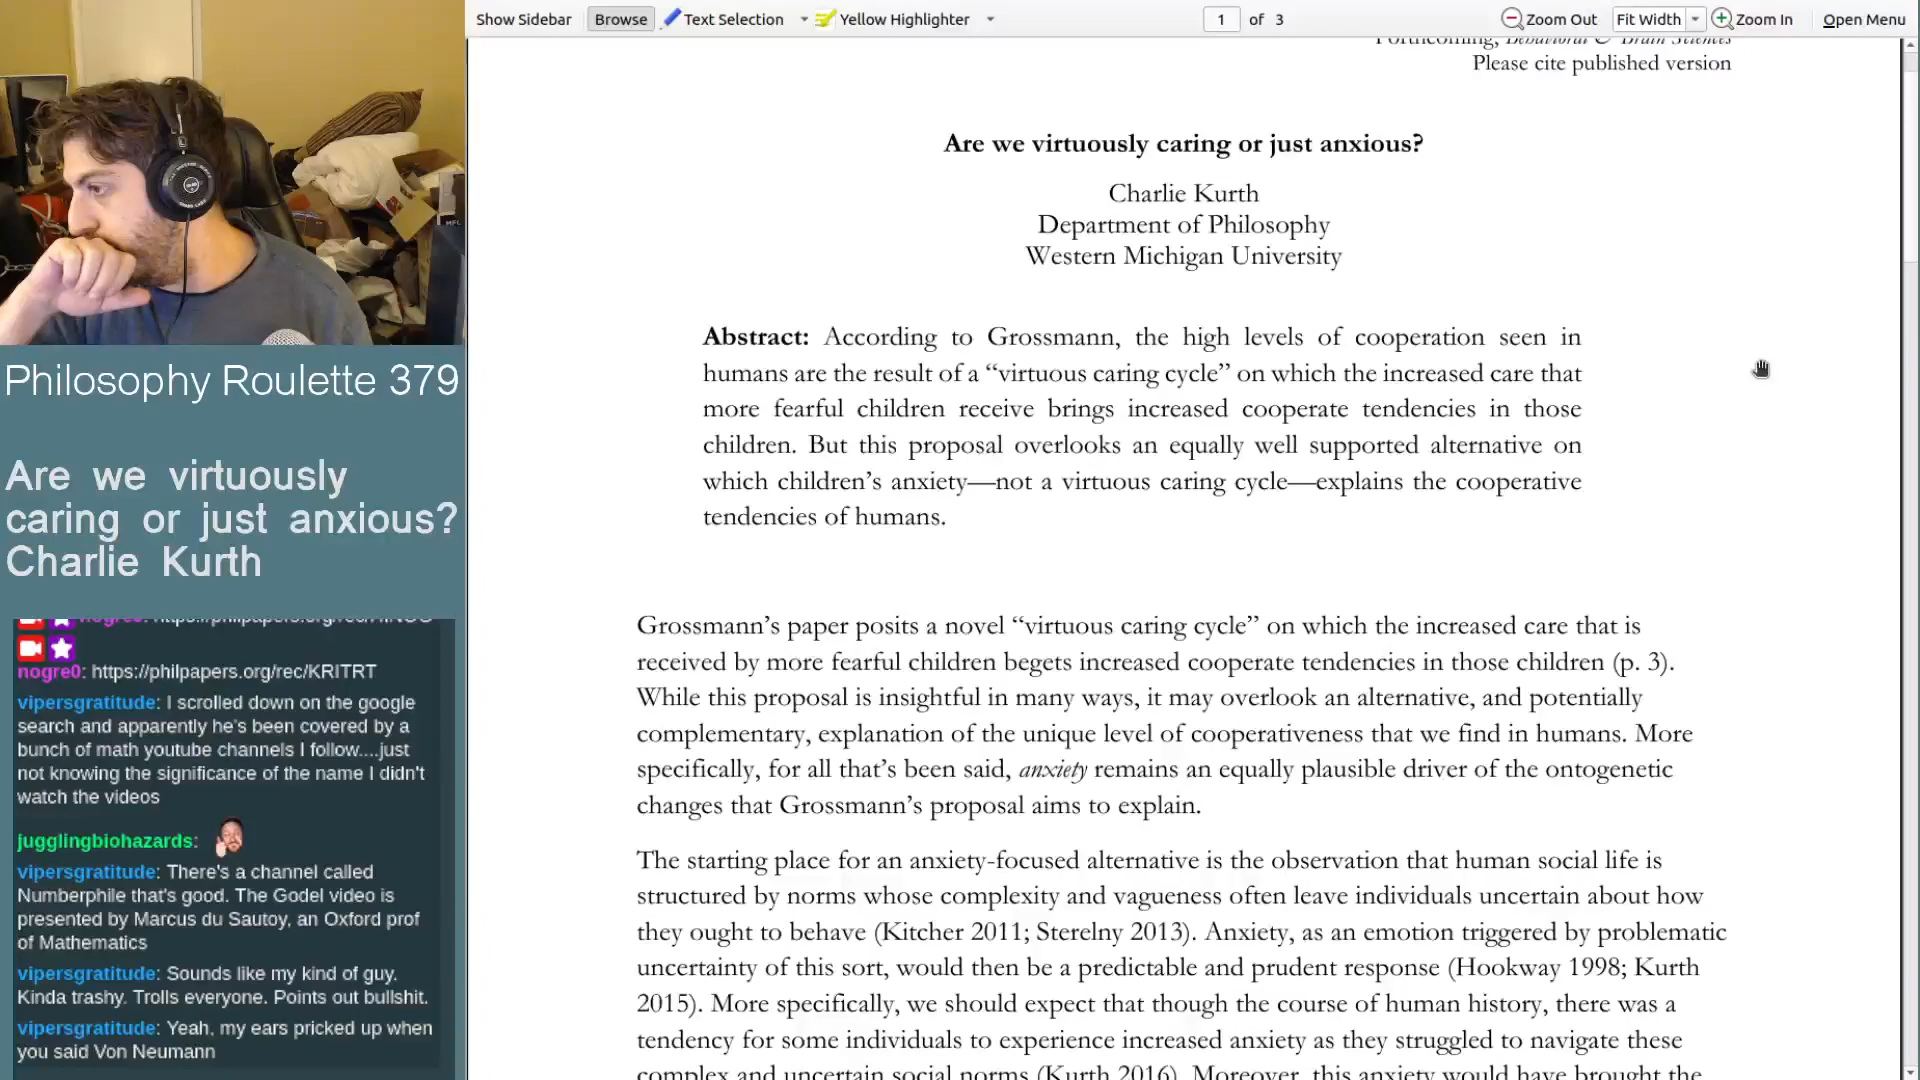 Show Sidebar
Browse
Text Selection
Yellow Highlighter
1 of 3
Zoom Out
Fit Width
Zoom In
Open Menu
Forthcoming, Behavioral & Brain Sciences
Please cite published version
Are we virtuously caring or just anxious?
Charlie Kurth
Department of Philosophy
Western Michigan University
Abstract: According to Grossmann, the high levels of cooperation seen in
humans are the result of a “virtuous caring cycle” on which the increased care that
more fearful children receive brings increased cooperate tendencies in those
children. But this proposal overlooks an equally well supported alternative on
which children’s anxiety—not a virtuous caring cycle—explains the cooperative
tendencies of humans.
Grossmann’s paper posits a novel “virtuous caring cycle” on which the increased care that is
received by more fearful children begets increased cooperate tendencies in those children (p. 3).
While this proposal is insightful in many ways, it may overlook an alternative, and potentially
complementary, explanation of the unique level of cooperativeness that we find in humans. More
specifically, for all that’s been said, anxiety remains an equally plausible driver of the ontogenetic
changes that Grossmann’s proposal aims to explain.
The starting place for an anxiety-focused alternative is the observation that human social life is
structured by norms whose complexity and vagueness often leave individuals uncertain about how
they ought to behave (Kitcher 2011; Sterelny 2013). Anxiety, as an emotion triggered by problematic
uncertainty of this sort, would then be a predictable and prudent response (Hookway 1998; Kurth
2015). More specifically, we should expect that though the course of human history, there was a
tendency for some individuals to experience increased anxiety as they struggled to navigate these
complex and uncertain social norms (Kurth 2016). Moreover, this anxiety would have brought the
Philosophy Roulette 379
Are we virtuously
caring or just anxious?
Charlie Kurth
nogre0: https://philpapers.org/rec/KRITRT
vipersgratitude: I scrolled down on the google
search and apparently he's been covered by a
bunch of math youtube channels I follow....just
not knowing the significance of the name I didn't
watch the videos
jugglingbiohazards:
vipersgratitude: There's a channel called
Numberphile that's good. The Godel video is
presented by Marcus du Sautoy, an Oxford prof
of Mathematics
vipersgratitude: Sounds like my kind of guy.
Kinda trashy. Trolls everyone. Points out bullshit.
vipersgratitude: Yeah, my ears pricked up when
you said Von Neumann